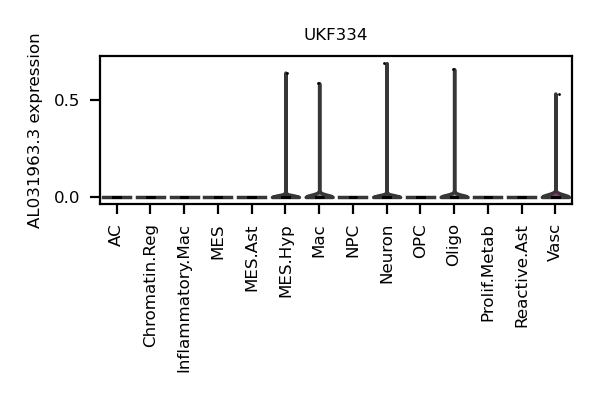 UKF334
AL031963.3 expression
0.5
0.0
AC
Chromatin.Reg
Inflammatory.Mac
MES
MES.Ast
MES.Hyp
Mac
NPC
Neuron
OPC
Oligo
Prolif.Metab
Reactive.Ast
Vasc